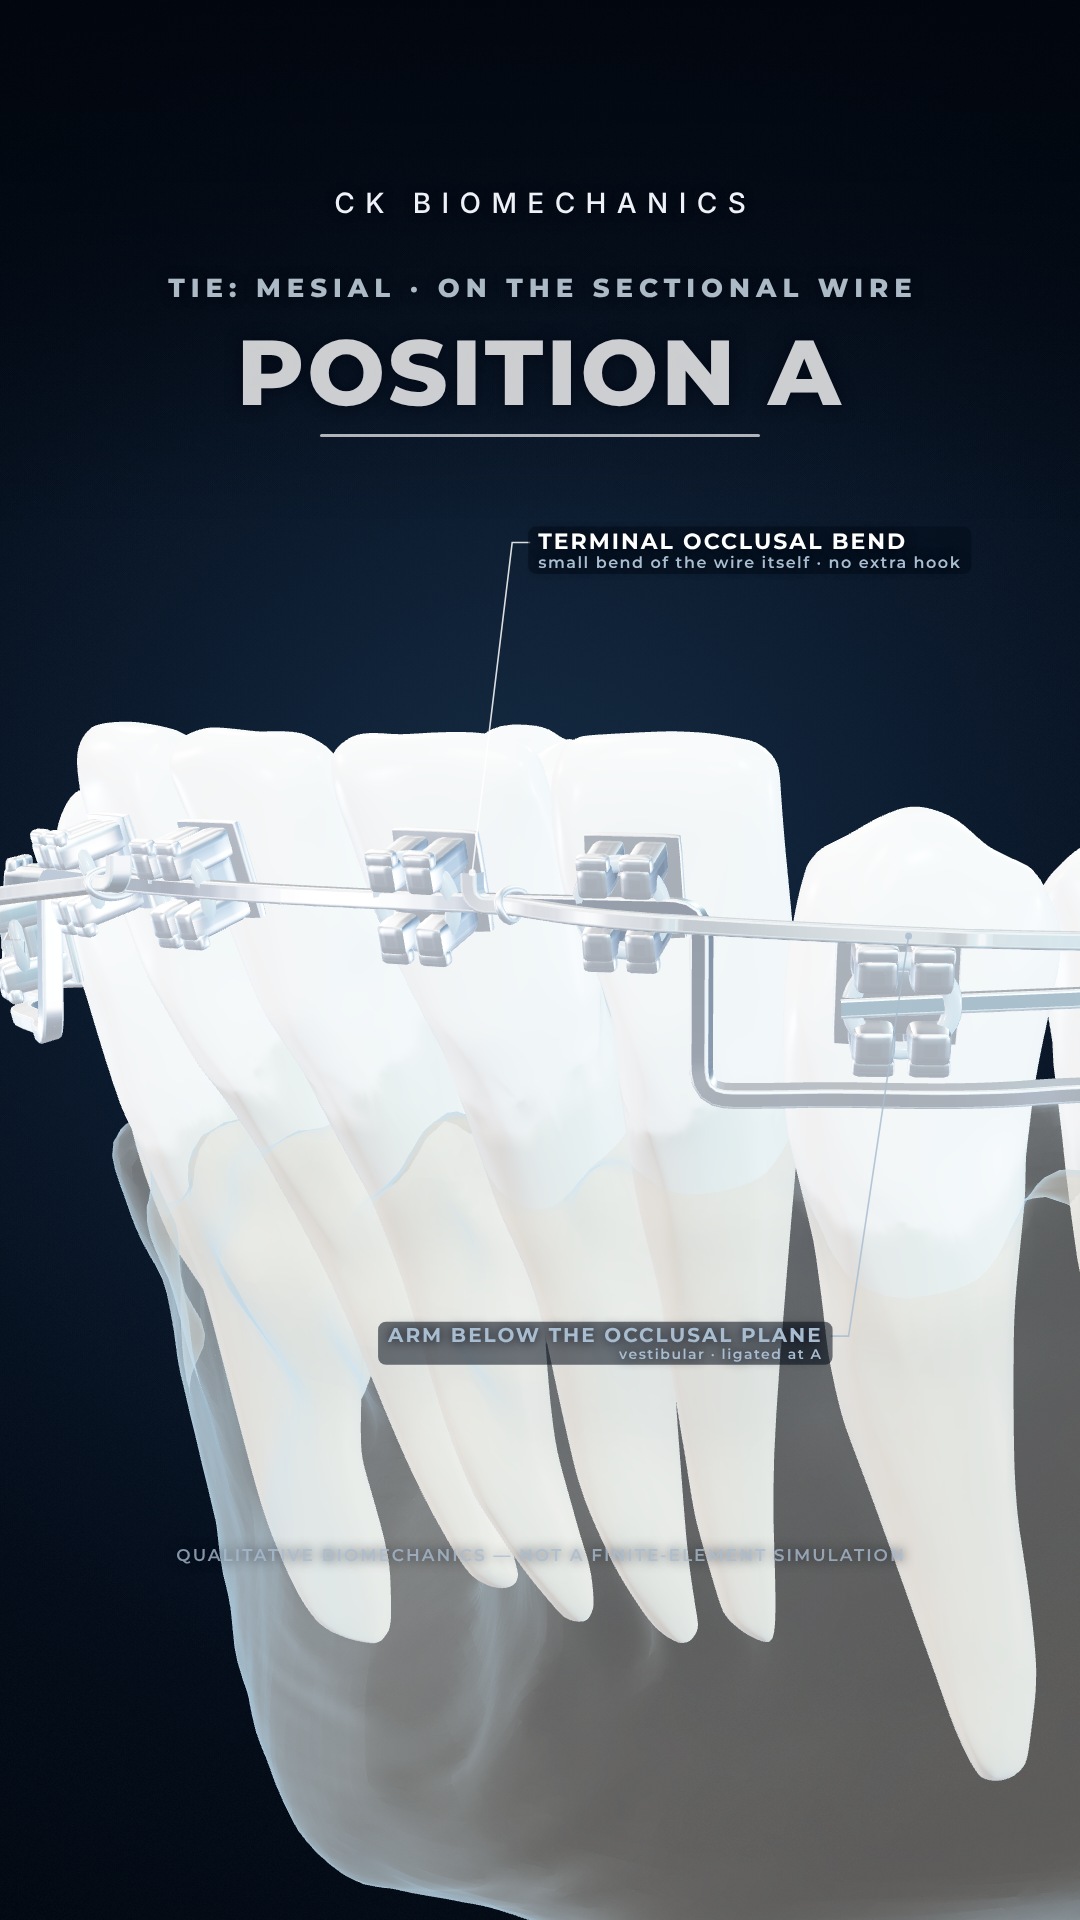 CK BIOMECHANICS
TIE: MESIAL · ON THE SECTIONAL WIRE
POSITION A
TERMINAL OCCLUSAL BEND
small bend of the wire itself · no extra hook
ARM BELOW THE OCCLUSAL PLANE
vestibular · ligated at A
QUALITATIVE BIOMECHANICS — NOT A FINITE-ELEMENT SIMULATION